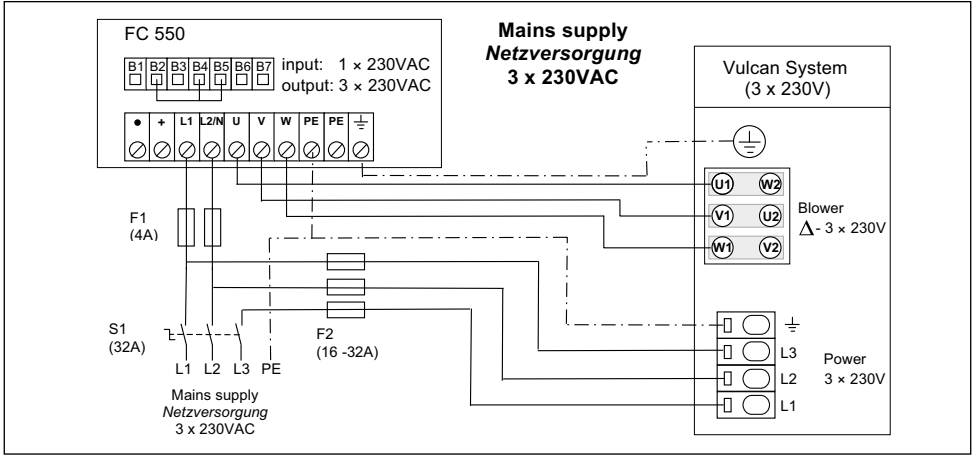 FC 550
B1 B2 B3 B4 B5 B6 B7
input: 1 × 230VAC
output: 3 × 230VAC
• + L1 L2/N U V W PE PE
Mains supply
Netzversorgung
3 x 230VAC
Vulcan System
(3 x 230V)
U1 W2
V1 U2
W1 V2
Blower
Δ- 3 × 230V
F1
(4A)
F2
(16 -32A)
S1
(32A)
L1 L2 L3 PE
Mains supply
Netzversorgung
3 x 230VAC
L3
L2
L1
Power
3 × 230V